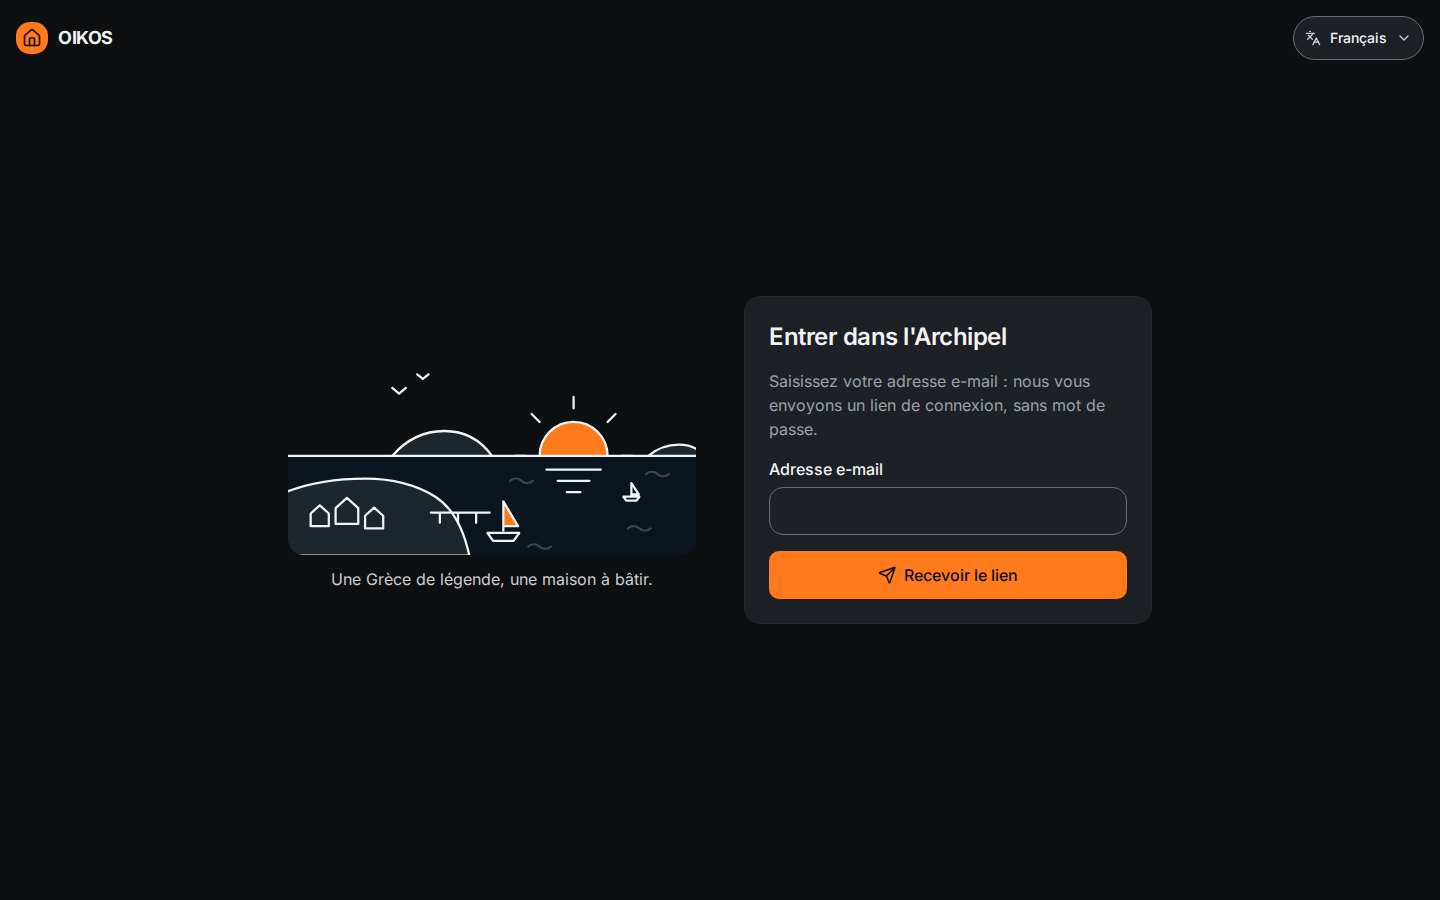 OIKOS
Français
Entrer dans l'Archipel
Saisissez votre adresse e-mail : nous vous
envoyons un lien de connexion, sans mot de
passe.
Adresse e-mail
Recevoir le lien
Une Grèce de légende, une maison à bâtir.